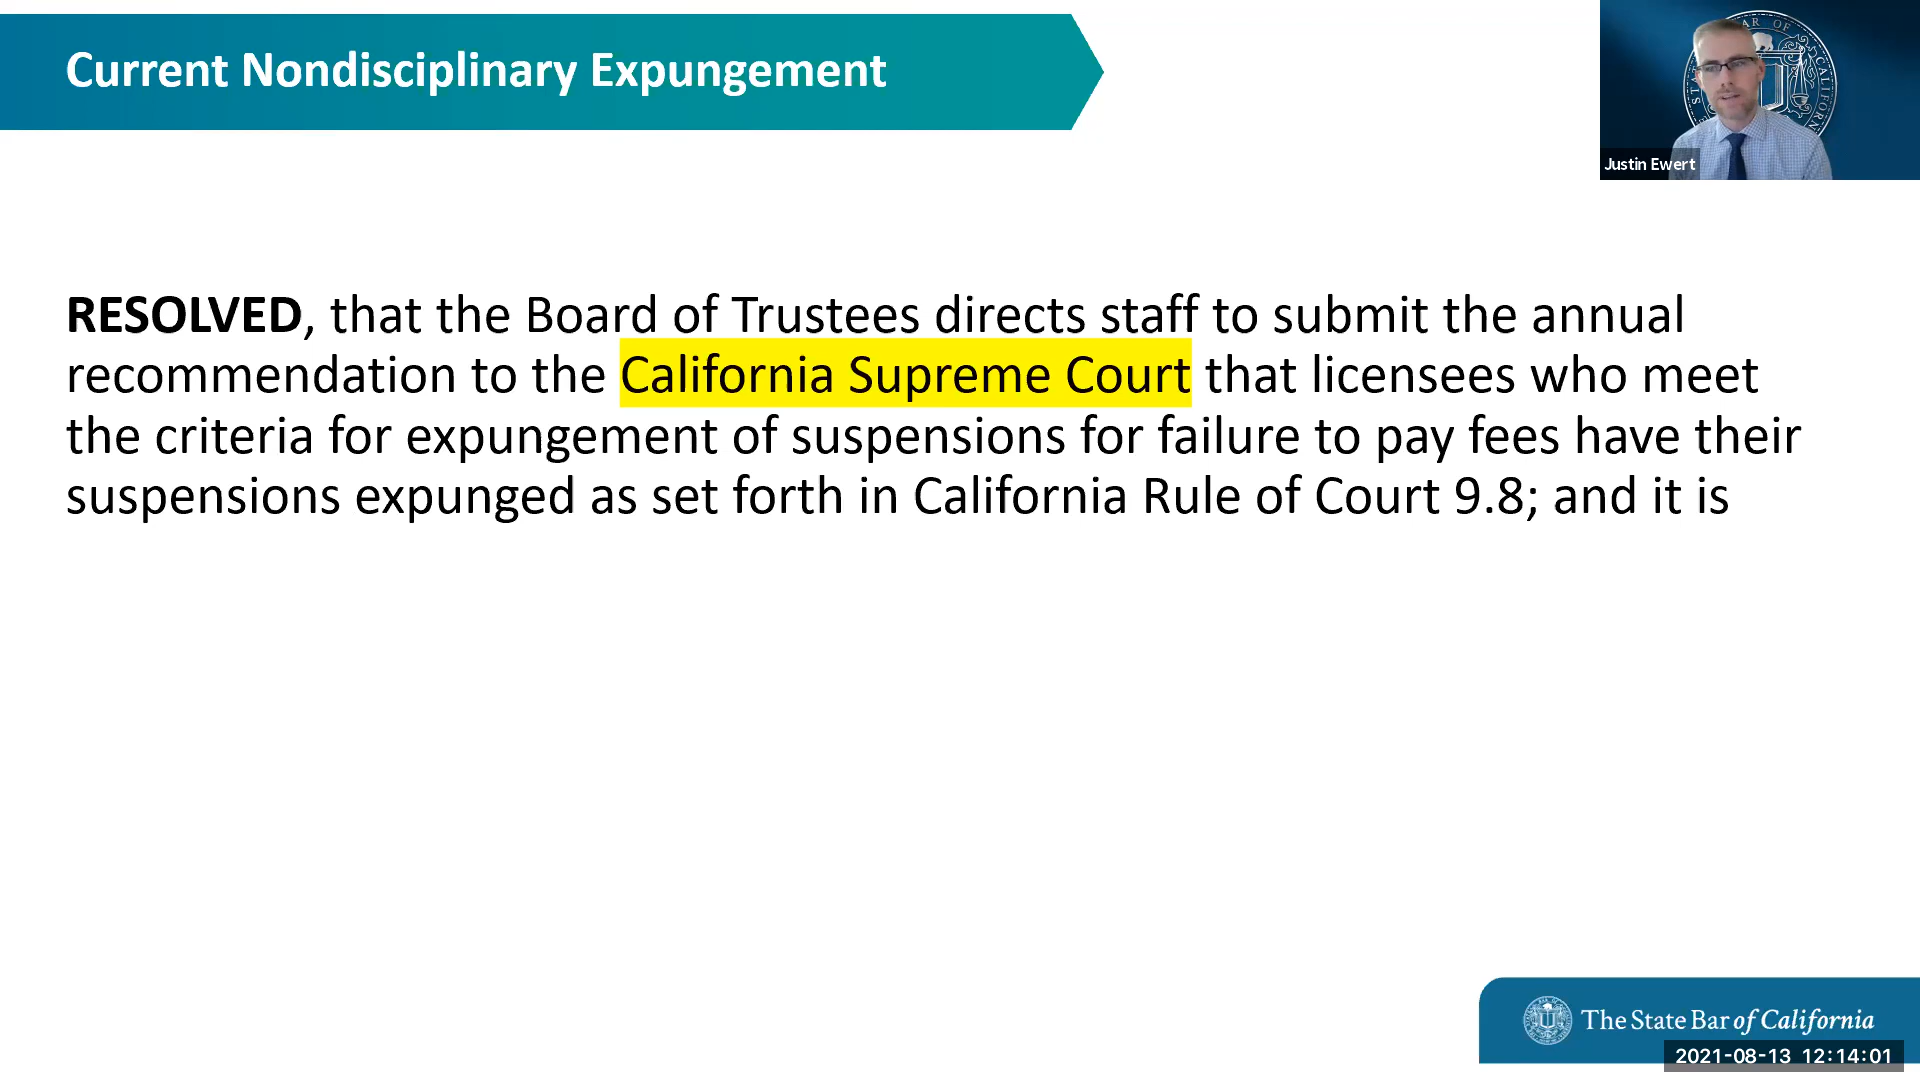 Current Nondisciplinary Expungement
Justin Ewert
RESOLVED, that the Board of Trustees directs staff to submit the annual
recommendation to the California Supreme Court that licensees who meet
the criteria for expungement of suspensions for failure to pay fees have their
suspensions expunged as set forth in California Rule of Court 9.8; and it is
The State Bar of California
2021-08-13 12:14:01